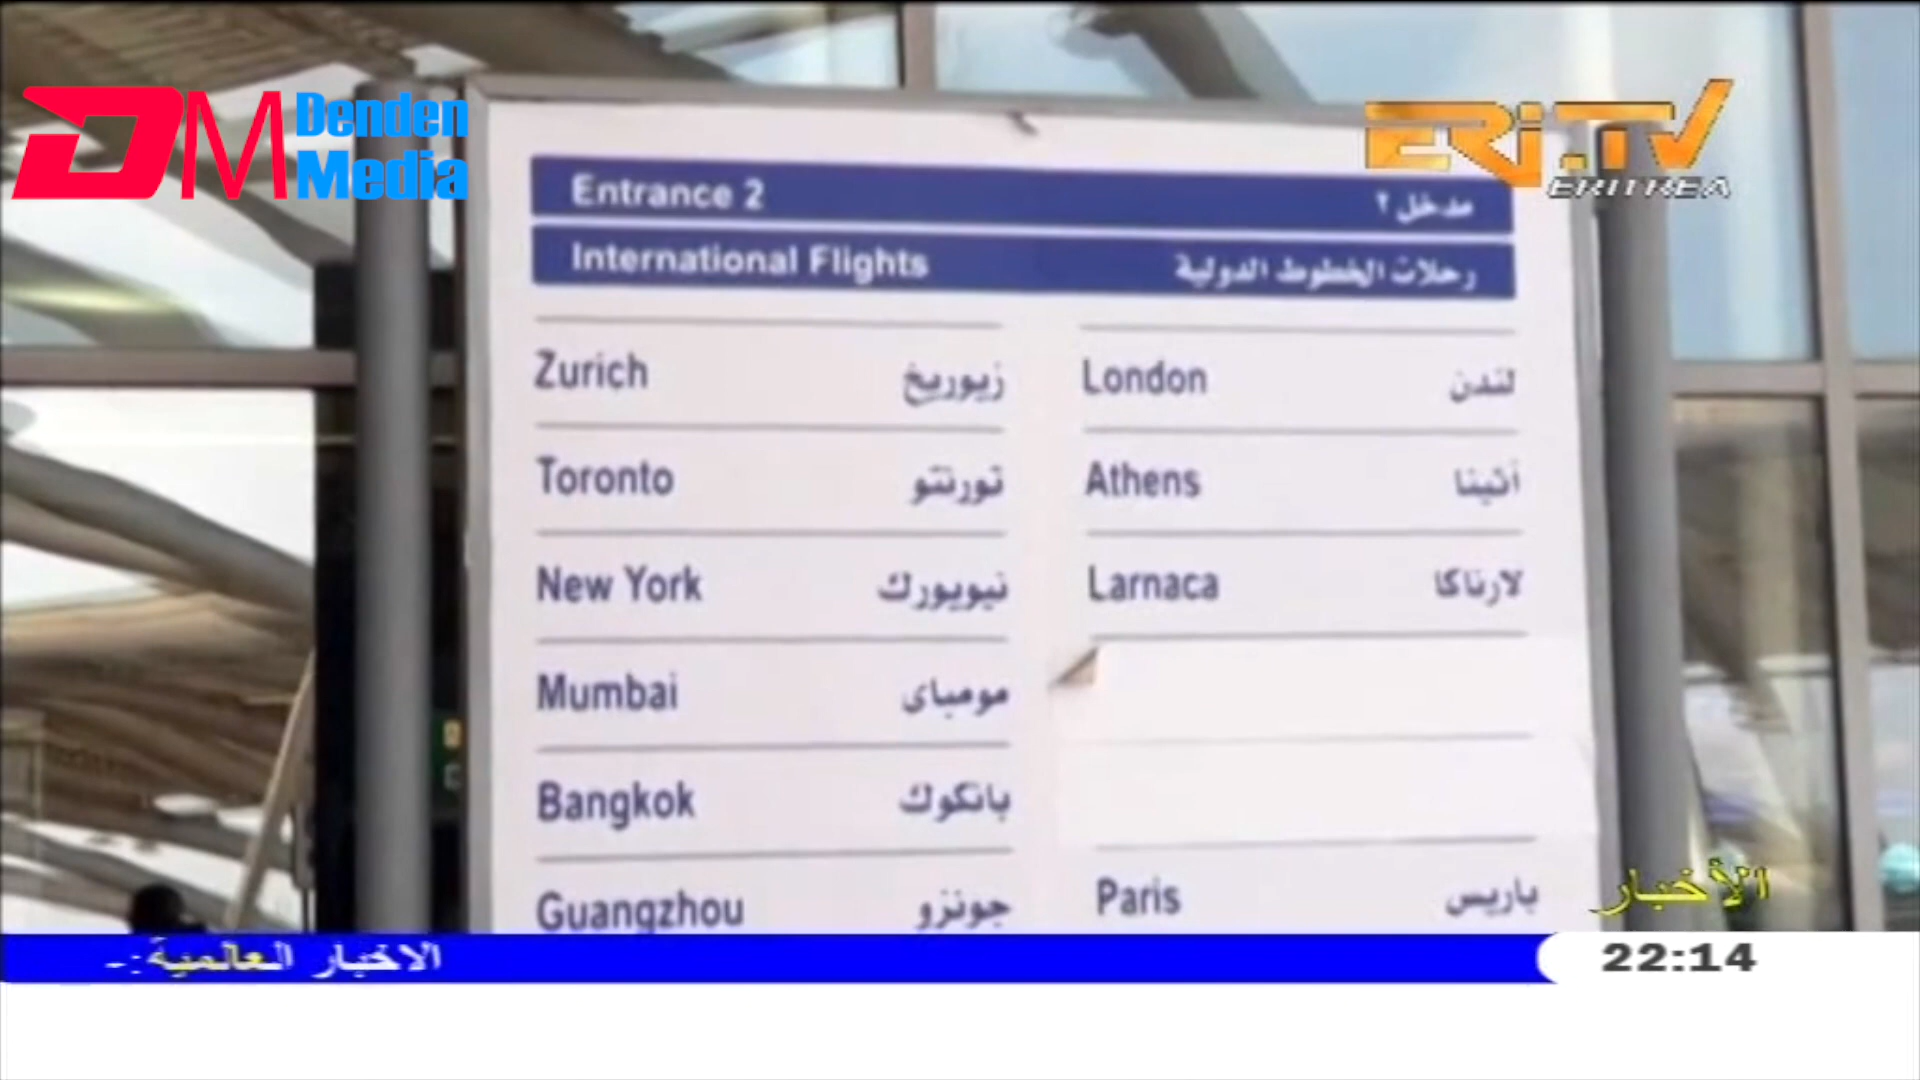 DM Denden
Media
ERi.TV
ERITREA
Entrance 2 مدخل ٢
International Flights رحلات الخطوط الدولية
Zurich زيوريخ London لندن
Toronto تورنتو Athens أثينا
New York نيويورك Larnaca لارناكا
Mumbai مومباى
Bangkok بانكوك
Guangzhou جونزو Paris باريس
الأخبار
الاخبار العالمية:-
22:14